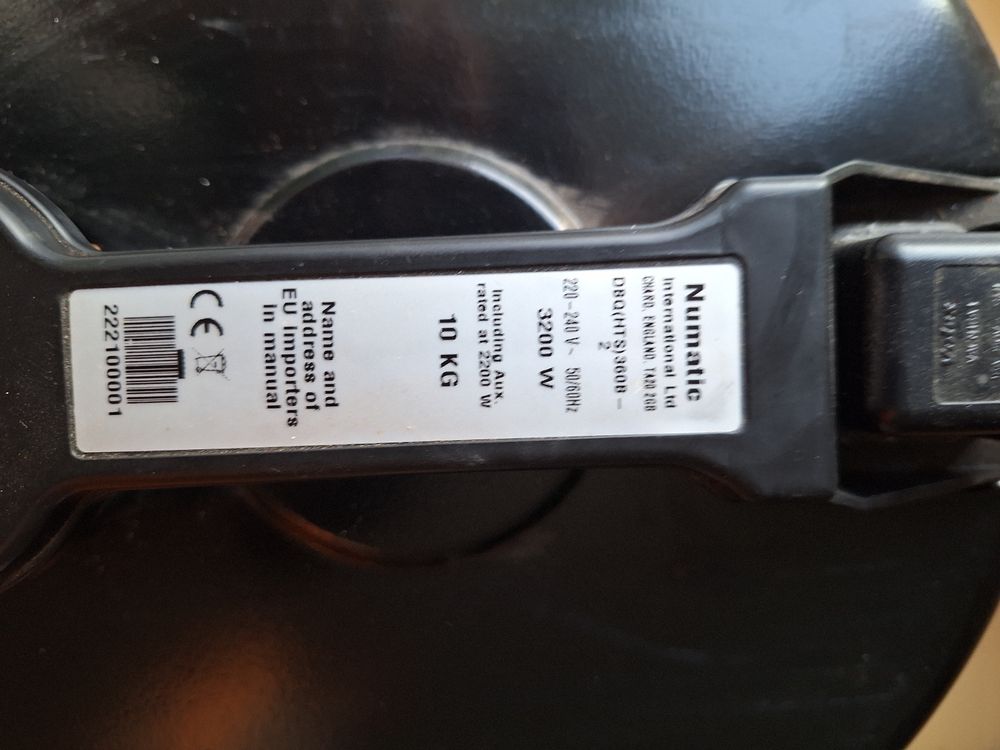 Numatic
International Ltd
CHARD, ENGLAND, TA20 2GB
DBQ(HTS)360B -
2
220-240 V~ 50/60Hz
3200 W
Including Aux.
rated at 2200 W
10 KG
Name and
address of
EU Importers
in manual
CE
222100001